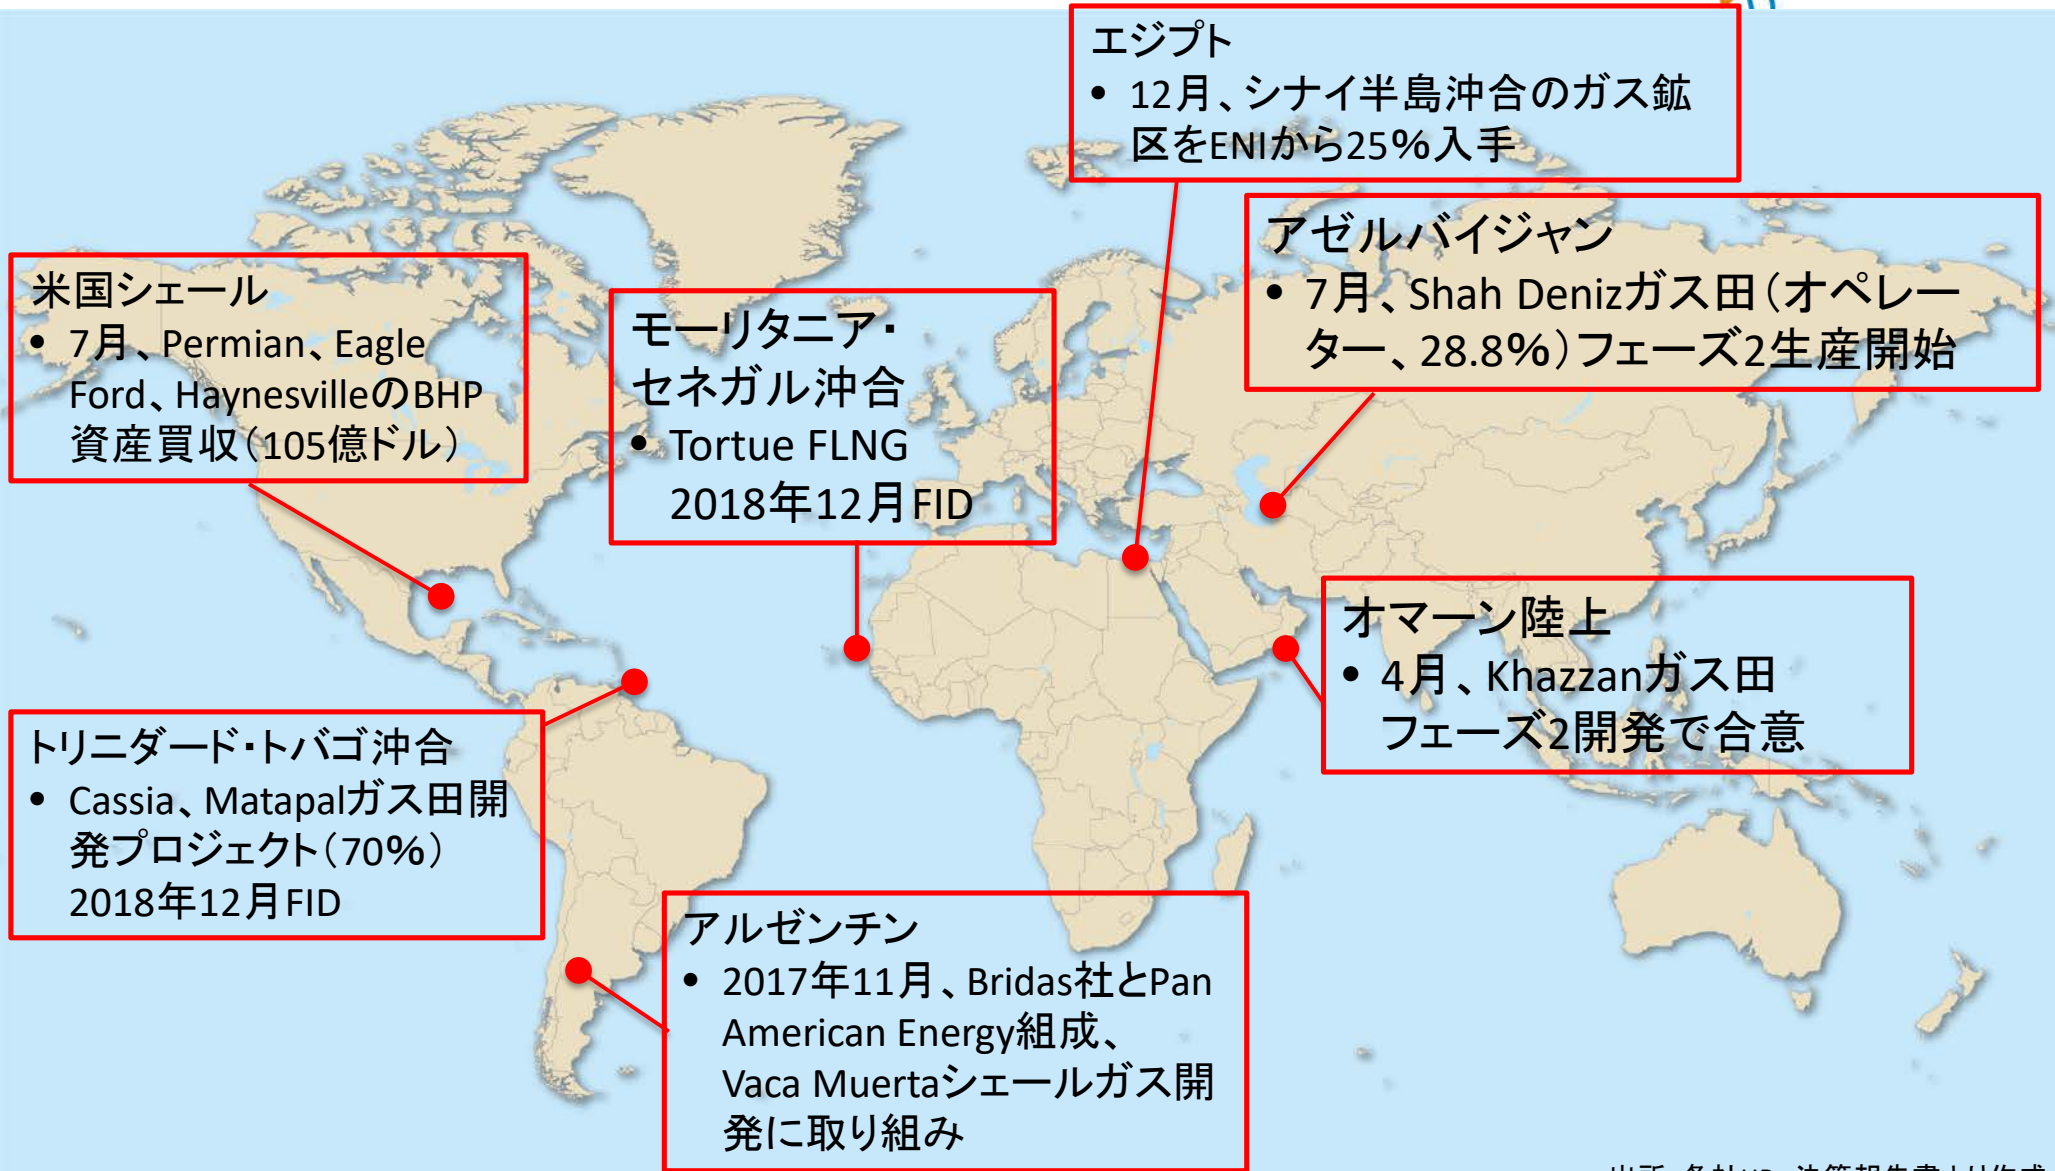 エジプト
• 12月、シナイ半島沖合のガス鉱
区をENIから25%入手
アゼルバイジャン
• 7月、Shah Denizガス田(オペレー
ター、28.8%)フェーズ2生産開始
米国シェール
• 7月、Permian、Eagle
Ford、HaynesvilleのBHP
資産買収(105億ドル)
モーリタニア・
セネガル沖合
• Tortue FLNG
2018年12月FID
オマーン陸上
• 4月、Khazzanガス田
フェーズ2開発で合意
トリニダード・トバゴ沖合
• Cassia、Matapalガス田開
発プロジェクト(70%)
2018年12月FID
アルゼンチン
• 2017年11月、Bridas社とPan
American Energy組成、
Vaca Muertaシェールガス開
発に取り組み